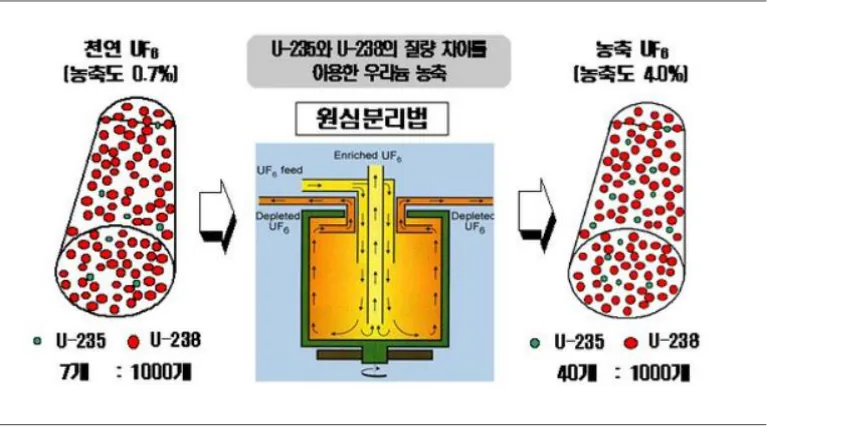 천연 UF6
(농축도 0.7%)
U-235와 U-238의 질량 차이를
이용한 우라늄 농축
농축 UF6
(농축도 4.0%)
원심분리법
Enriched UF6
UF6 feed
Depleted
UF6
Depleted
UF6
U-235 U-238
7개 : 1000개
U-235 U-238
40개 : 1000개